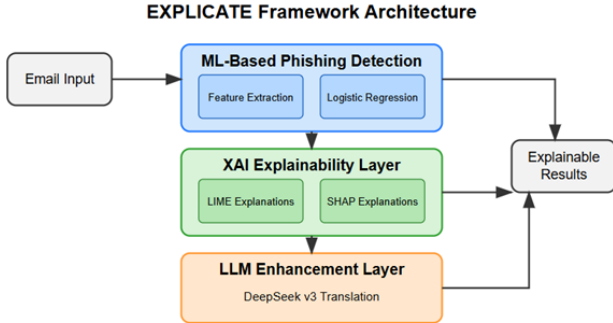 EXPLICATE Framework Architecture
Email Input
ML-Based Phishing Detection
Feature Extraction
Logistic Regression
XAI Explainability Layer
LIME Explanations
SHAP Explanations
Explainable
Results
LLM Enhancement Layer
DeepSeek v3 Translation